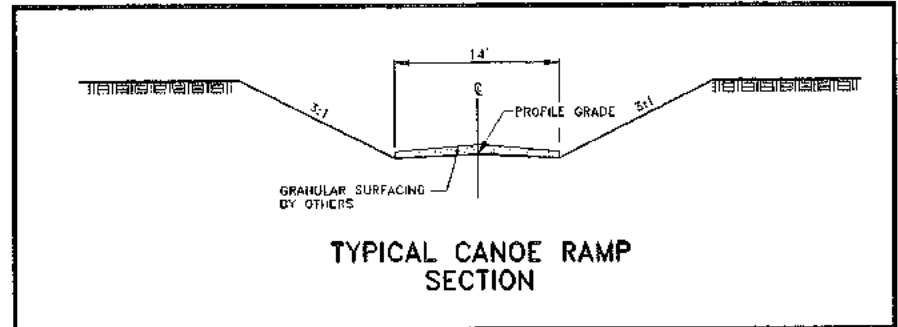 14'
℄
PROFILE GRADE
3:1
3:1
GRANULAR SURFACING
BY OTHERS
TYPICAL CANOE RAMP
SECTION